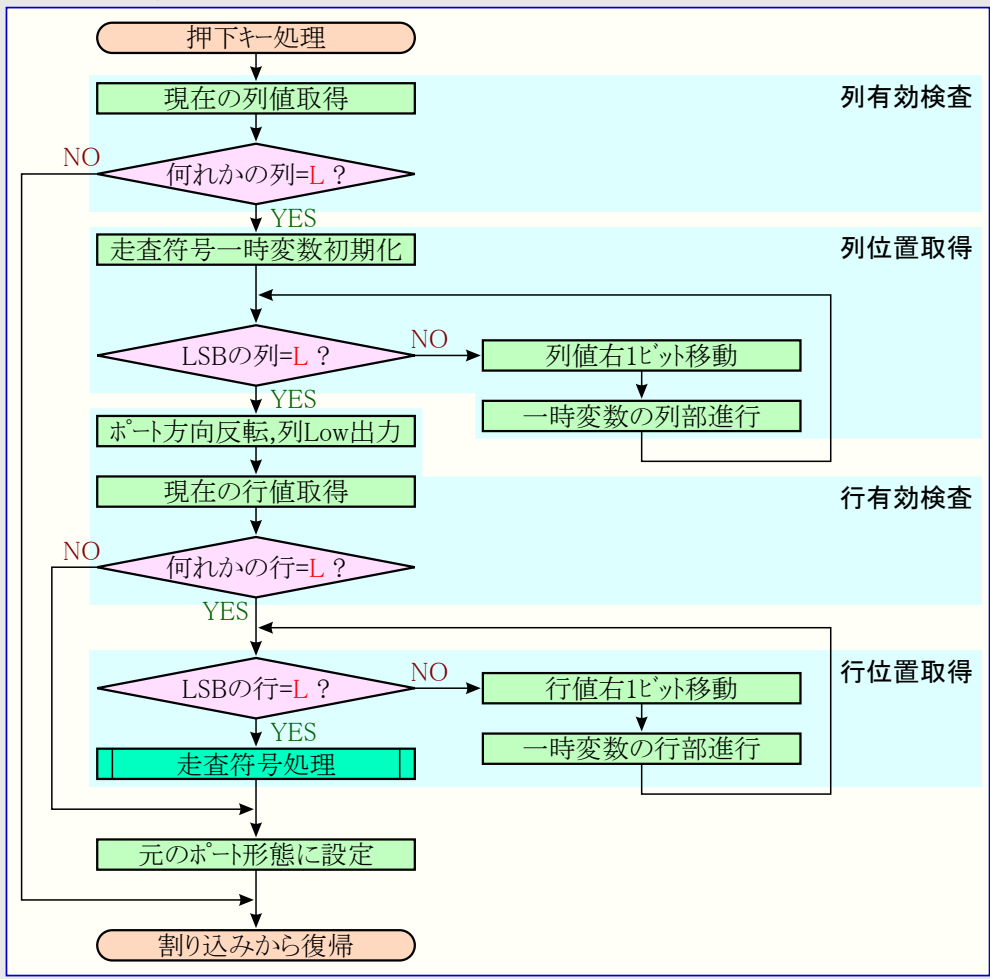 押下キー処理
現在の列値取得
列有効検査
NO
何れかの列=L ?
YES
走査符号一時変数初期化
列位置取得
LSBの列=L ?
NO
列値右1ビット移動
YES
一時変数の列部進行
ポート方向反転,列Low出力
現在の行値取得
行有効検査
NO
何れかの行=L ?
YES
LSBの行=L ?
NO
行値右1ビット移動
行位置取得
YES
一時変数の行部進行
走査符号処理
元のポート形態に設定
割り込みから復帰